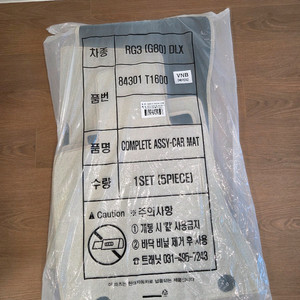 차종 RG3 (G80) DLX
품번 84301 T1600
VNB
품명 COMPLETE ASSY-CAR MAT
수량 1SET (5PIECE)
▲ Caution ※주의사항
① 개봉 시 '칼' 사용금지
② 바닥 비닐 제거 후 사용
☎ 트래닛 031-495-7243